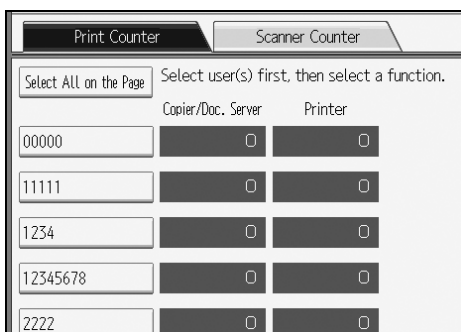 Print Counter Scanner Counter
Select All on the Page Select user(s) first, then select a function.
Copier/Doc. Server Printer
00000 0 0
11111 0 0
1234 0 0
12345678 0 0
2222 0 0